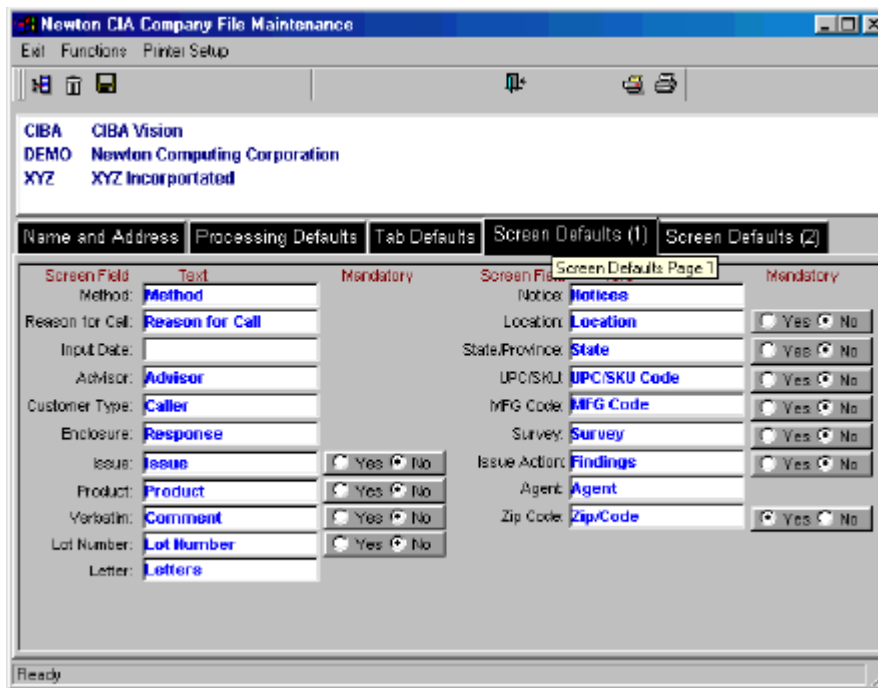 Newton CIA Company File Maintenance
Exit Functions Printer Setup
CIBA CIBA Vision
DEMO Newton Computing Corporation
XYZ XYZ Incorportated
Name and Address Processing Defaults Tab Defaults Screen Defaults (1) Screen Defaults (2)
Screen Defaults Page 1
Screen Field Text Mandatory Screen Fie Mandatory
Method: Method Notice: Notices
Reason for Call: Reason for Call Location: Location Yes No
Input Date: State/Province: State Yes No
Advisor: Advisor UPC/SKU: UPC/SKU Code Yes No
Customer Type: Caller MFG Code: MFG Code Yes No
Enclosure: Response Survey: Survey Yes No
Issue: Issue Yes No Issue Action: Findings Yes No
Product: Product Yes No Agent: Agent
Verbatim: Comment Yes No Zip Code: Zip/Code Yes No
Lot Number: Lot Number Yes No
Letter: Letters
Ready